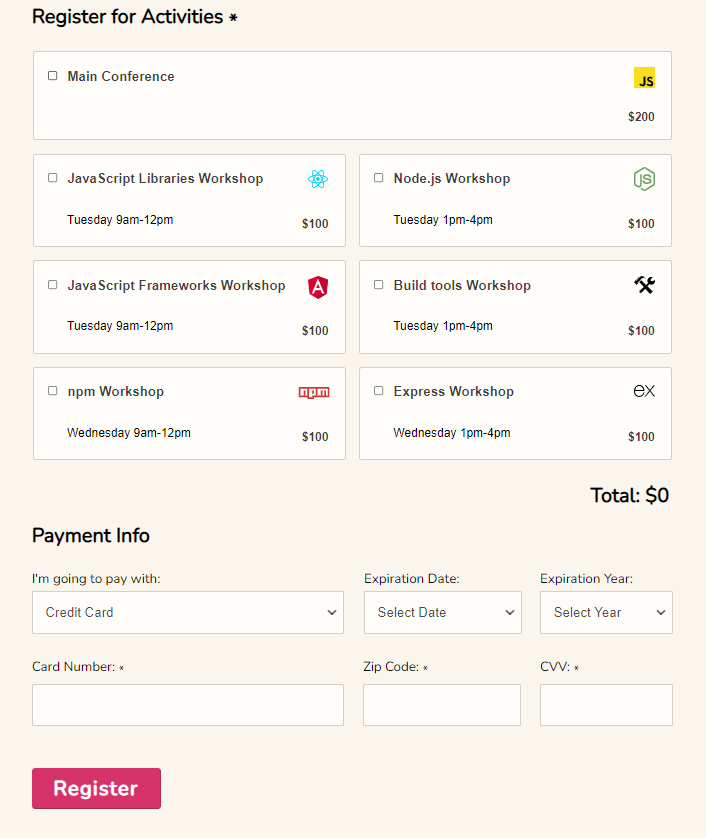 Register for Activities *
Main Conference
JS
$200
JavaScript Libraries Workshop
Tuesday 9am-12pm
$100
Node.js Workshop
JS
Tuesday 1pm-4pm
$100
JavaScript Frameworks Workshop
A
Tuesday 9am-12pm
$100
Build tools Workshop
Tuesday 1pm-4pm
$100
npm Workshop
npm
Wednesday 9am-12pm
$100
Express Workshop
ex
Wednesday 1pm-4pm
$100
Total: $0
Payment Info
I'm going to pay with:
Credit Card
Expiration Date:
Select Date
Expiration Year:
Select Year
Card Number: *
Zip Code: *
CVV: *
Register